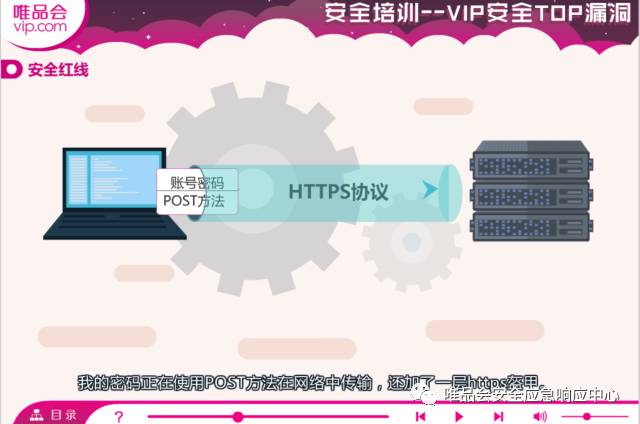 唯品会
vip.com
安全培训--VIP安全TOP漏洞
安全红线
账号密码
POST方法
HTTPS协议
我的密码正在使用POST方法在网络中传输，还加了一层https装甲。
唯品会安全应急响应中心
目录
?